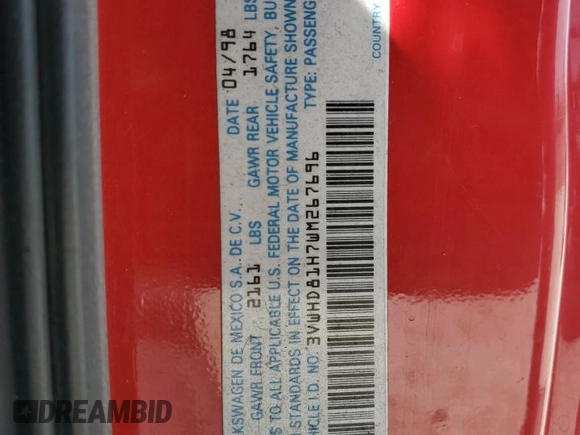 KSWAGEN DE MEXICO S.A. DE C.V. DATE 04/98
GAWR FRONT 2161 LBS GAWR REAR 1764 LBS
TO ALL APPLICABLE U.S. FEDERAL MOTOR VEHICLE SAFETY, BU
STANDARDS IN EFFECT ON THE DATE OF MANUFACTURE SHOWN
HICLE I.D. NO. 3VWHD81H7WM267696 TYPE: PASSENG
COUNTRY
DREAMBID